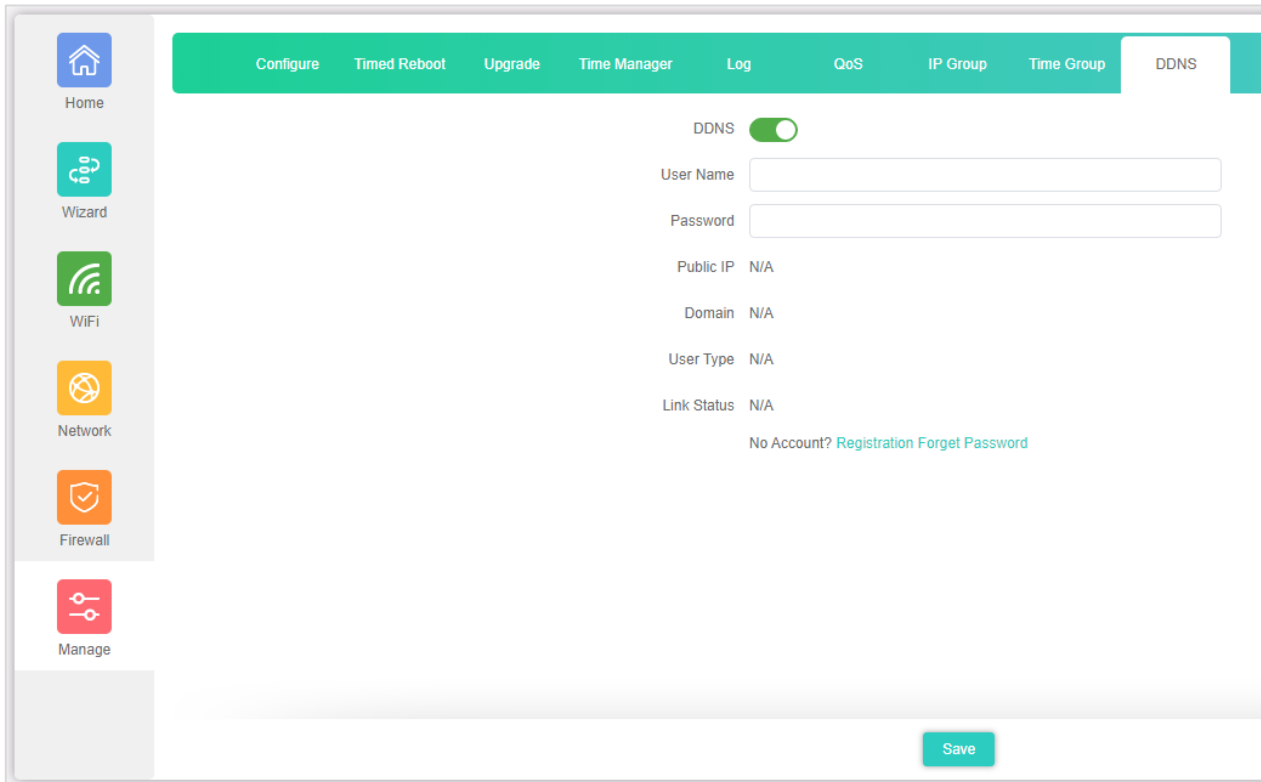 Home
Wizard
WiFi
Network
Firewall
Manage
Configure Timed Reboot Upgrade Time Manager Log QoS IP Group Time Group DDNS
DDNS
User Name
Password
Public IP N/A
Domain N/A
User Type N/A
Link Status N/A
No Account? Registration Forget Password
Save